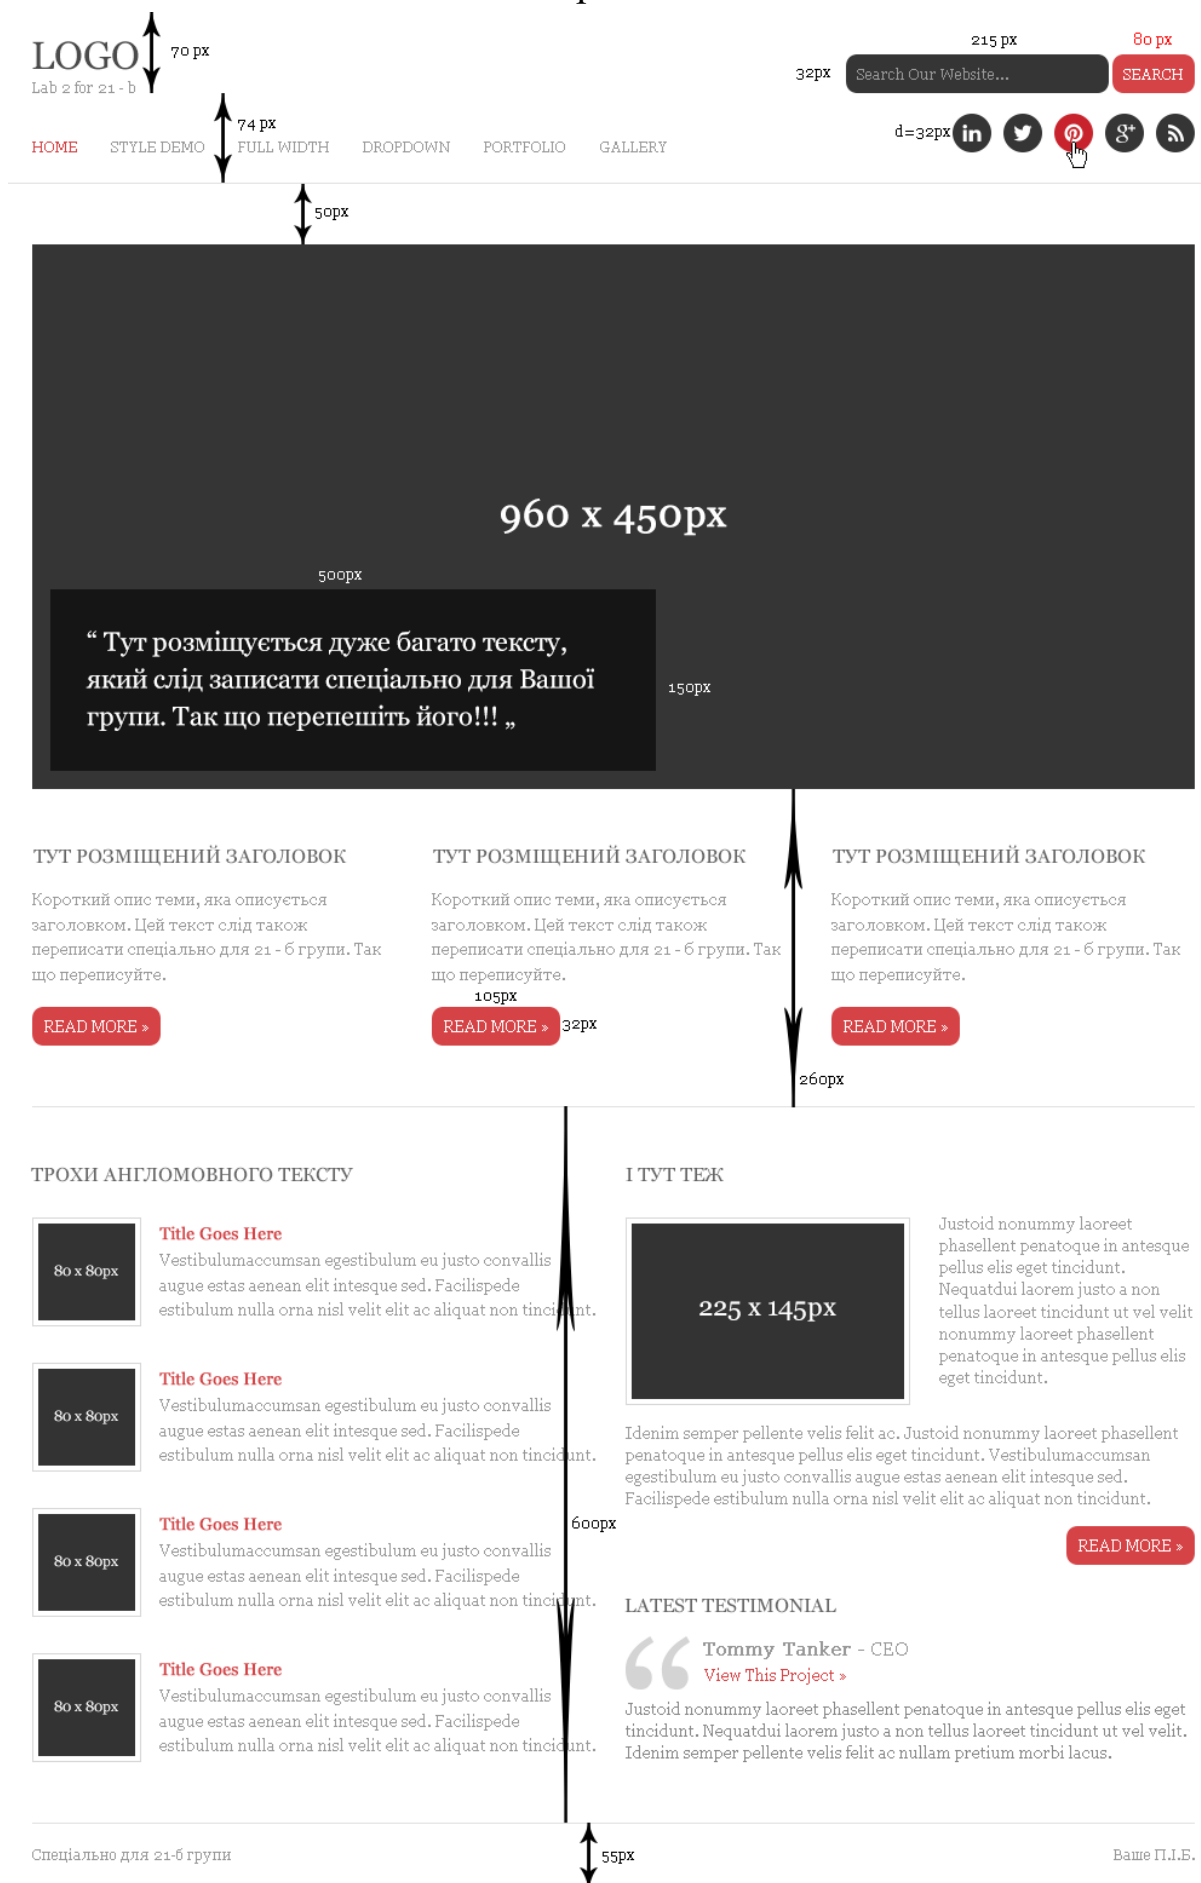 LOGO
70 px
Lab 2 for 21 - b
215 px
80 px
32px
Search Our Website...
SEARCH
74 px
d=32px
in
g+
HOME
STYLE DEMO
FULL WIDTH
DROPDOWN
PORTFOLIO
GALLERY
50px
960 x 450px
500px
“ Тут розміщується дуже багато тексту,
який слід записати спеціально для Вашої
групи. Так що перепешіть його!!! „
150px
ТУТ РОЗМІЩЕНИЙ ЗАГОЛОВОК
Короткий опис теми, яка описується
заголовком. Цей текст слід також
переписати спеціально для 21 - б групи. Так
що переписуйте.
READ MORE »
ТУТ РОЗМІЩЕНИЙ ЗАГОЛОВОК
Короткий опис теми, яка описується
заголовком. Цей текст слід також
переписати спеціально для 21 - б групи. Так
що переписуйте.
105px
READ MORE »
32px
ТУТ РОЗМІЩЕНИЙ ЗАГОЛОВОК
Короткий опис теми, яка описується
заголовком. Цей текст слід також
переписати спеціально для 21 - б групи. Так
що переписуйте.
READ MORE »
260px
ТРОХИ АНГЛОМОВНОГО ТЕКСТУ
80 x 80px
Title Goes Here
Vestibulumaccumsan egestibulum eu justo convallis
augue estas aenean elit intesque sed. Facilispede
estibulum nulla orna nisl velit elit ac aliquat non tincidunt.
80 x 80px
Title Goes Here
Vestibulumaccumsan egestibulum eu justo convallis
augue estas aenean elit intesque sed. Facilispede
estibulum nulla orna nisl velit elit ac aliquat non tincidunt.
80 x 80px
Title Goes Here
Vestibulumaccumsan egestibulum eu justo convallis
augue estas aenean elit intesque sed. Facilispede
estibulum nulla orna nisl velit elit ac aliquat non tincidunt.
80 x 80px
Title Goes Here
Vestibulumaccumsan egestibulum eu justo convallis
augue estas aenean elit intesque sed. Facilispede
estibulum nulla orna nisl velit elit ac aliquat non tincidunt.
600px
І ТУТ ТЕЖ
225 x 145px
Justoid nonummy laoreet
phasellent penatoque in antesque
pellus elis eget tincidunt.
Nequatdui laorem justo a non
tellus laoreet tincidunt ut vel velit
nonummy laoreet phasellent
penatoque in antesque pellus elis
eget tincidunt.
Idenim semper pellente velis felit ac. Justoid nonummy laoreet phasellent
penatoque in antesque pellus elis eget tincidunt. Vestibulumaccumsan
egestibulum eu justo convallis augue estas aenean elit intesque sed.
Facilispede estibulum nulla orna nisl velit elit ac aliquat non tincidunt.
READ MORE »
LATEST TESTIMONIAL
“
Tommy Tanker - CEO
View This Project »
Justoid nonummy laoreet phasellent penatoque in antesque pellus elis eget
tincidunt. Nequatdui laorem justo a non tellus laoreet tincidunt ut vel velit.
Idenim semper pellente velis felit ac nullam pretium morbi lacus.
Спеціально для 21-б групи
55px
Ваше П.І.Б.